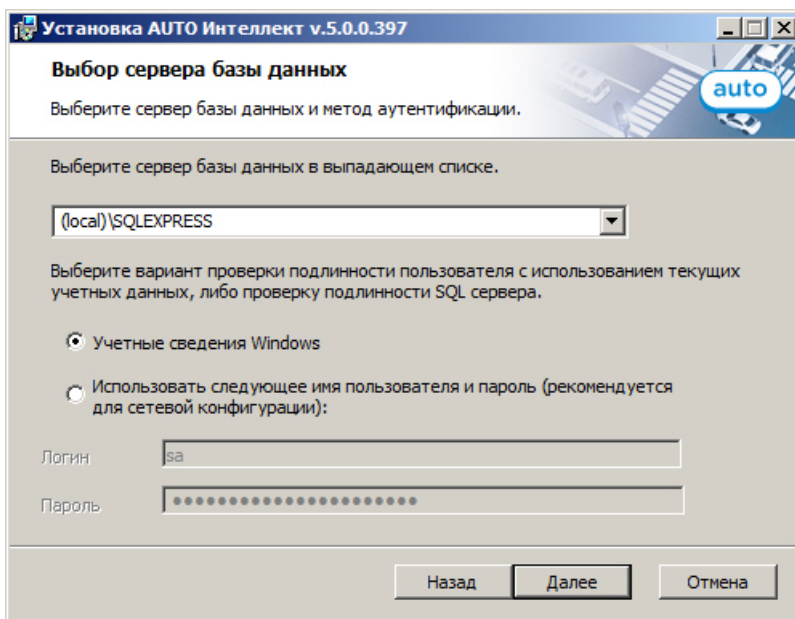 Установка AUTO Интеллект v.5.0.0.397
Выбор сервера базы данных
auto
Выберите сервер базы данных и метод аутентификации.
Выберите сервер базы данных в выпадающем списке.
(local)\SQLEXPRESS
Выберите вариант проверки подлинности пользователя с использованием текущих
учетных данных, либо проверку подлинности SQL сервера.
Учетные сведения Windows
Использовать следующее имя пользователя и пароль (рекомендуется
для сетевой конфигурации):
Логин sa
Пароль ••••••••••••••••••••••
Назад Далее Отмена